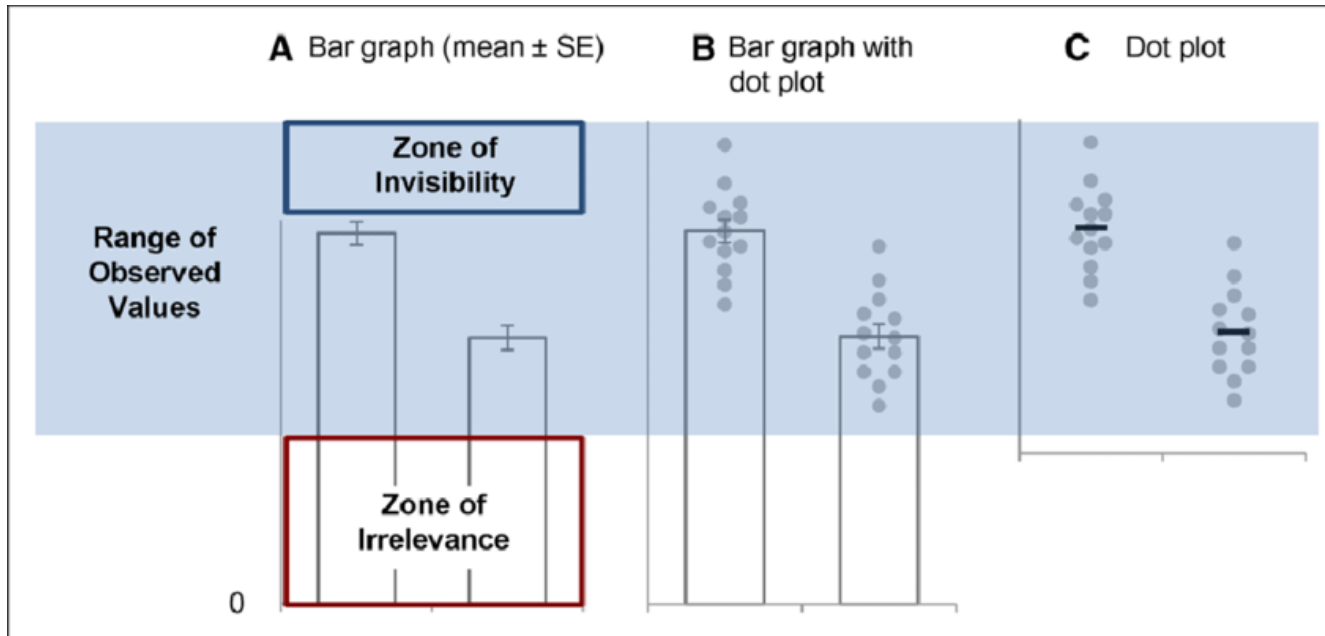 A Bar graph (mean ± SE)
B Bar graph with
dot plot
C Dot plot
Zone of
Invisibility
Range of
Observed
Values
Zone of
Irrelevance
0